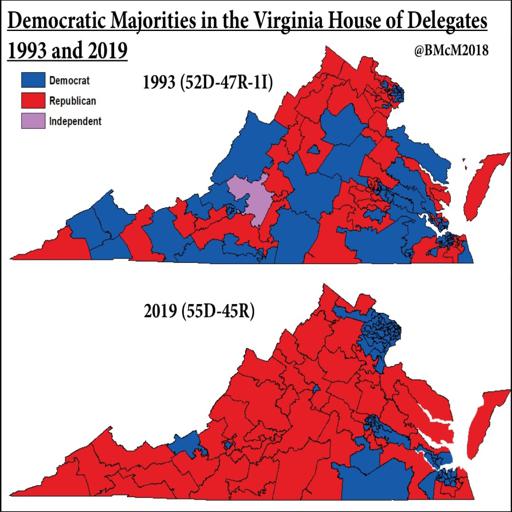 Democratic Majorities in the Virginia House of Delegates
1993 and 2019
@BMcM2018
Democrat
Republican
Independent
1993 (52D-47R-1I)
2019 (55D-45R)